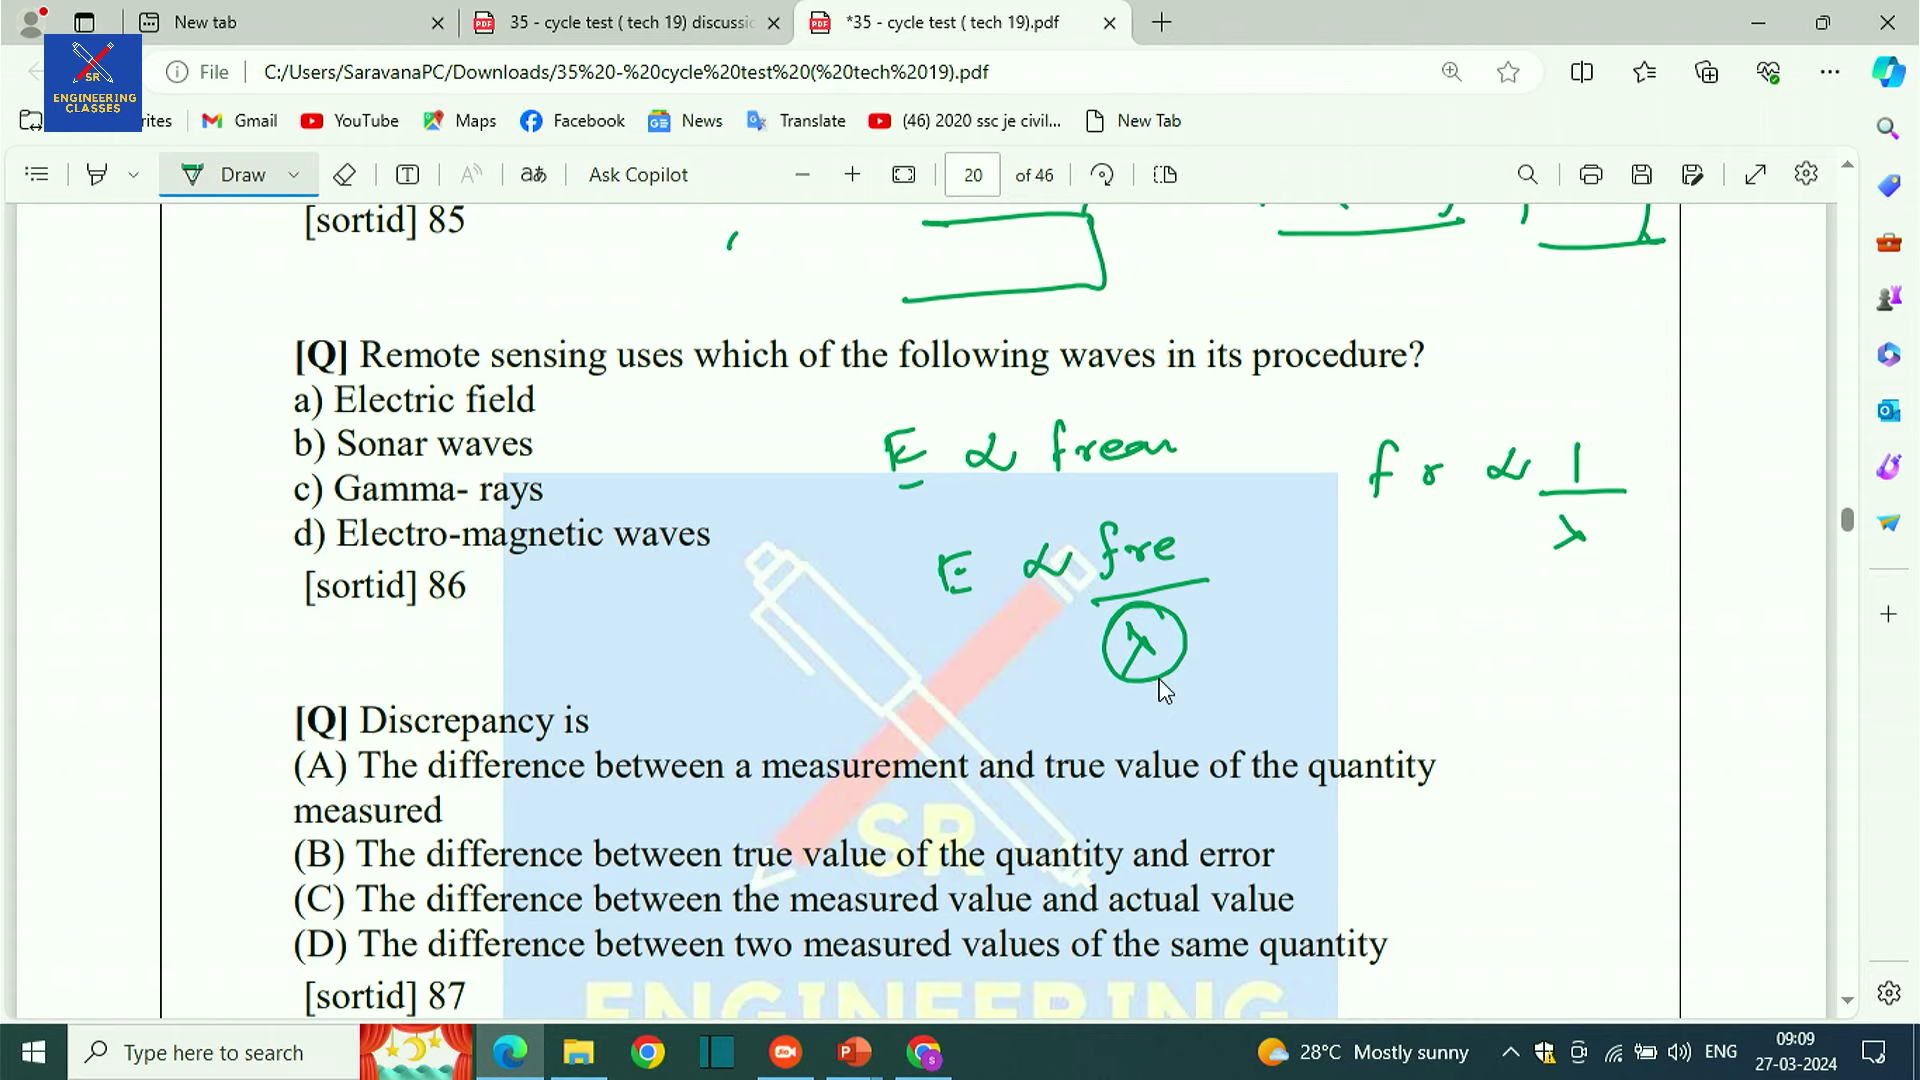 New tab
35 - cycle test ( tech 19) discussi
*35 - cycle test ( tech 19).pdf
File
C:/Users/SaravanaPC/Downloads/35%20-%20cycle%20test%20(%20tech%2019).pdf
SR
ENGINEERING
CLASSES
rites
Gmail
YouTube
Maps
Facebook
News
Translate
(46) 2020 ssc je civil...
New Tab
Draw
Ask Copilot
20
of 46
[sortid] 85
[Q] Remote sensing uses which of the following waves in its procedure?
a) Electric field
b) Sonar waves
c) Gamma- rays
d) Electro-magnetic waves
[sortid] 86
E α
f r α 1
λ
E α fre
λ
[Q] Discrepancy is
(A) The difference between a measurement and true value of the quantity
measured
(B) The difference between true value of the quantity and error
(C) The difference between the measured value and actual value
(D) The difference between two measured values of the same quantity
[sortid] 87
SR
ENGINEERING
Type here to search
28°C Mostly sunny
ENG
09:09
27-03-2024